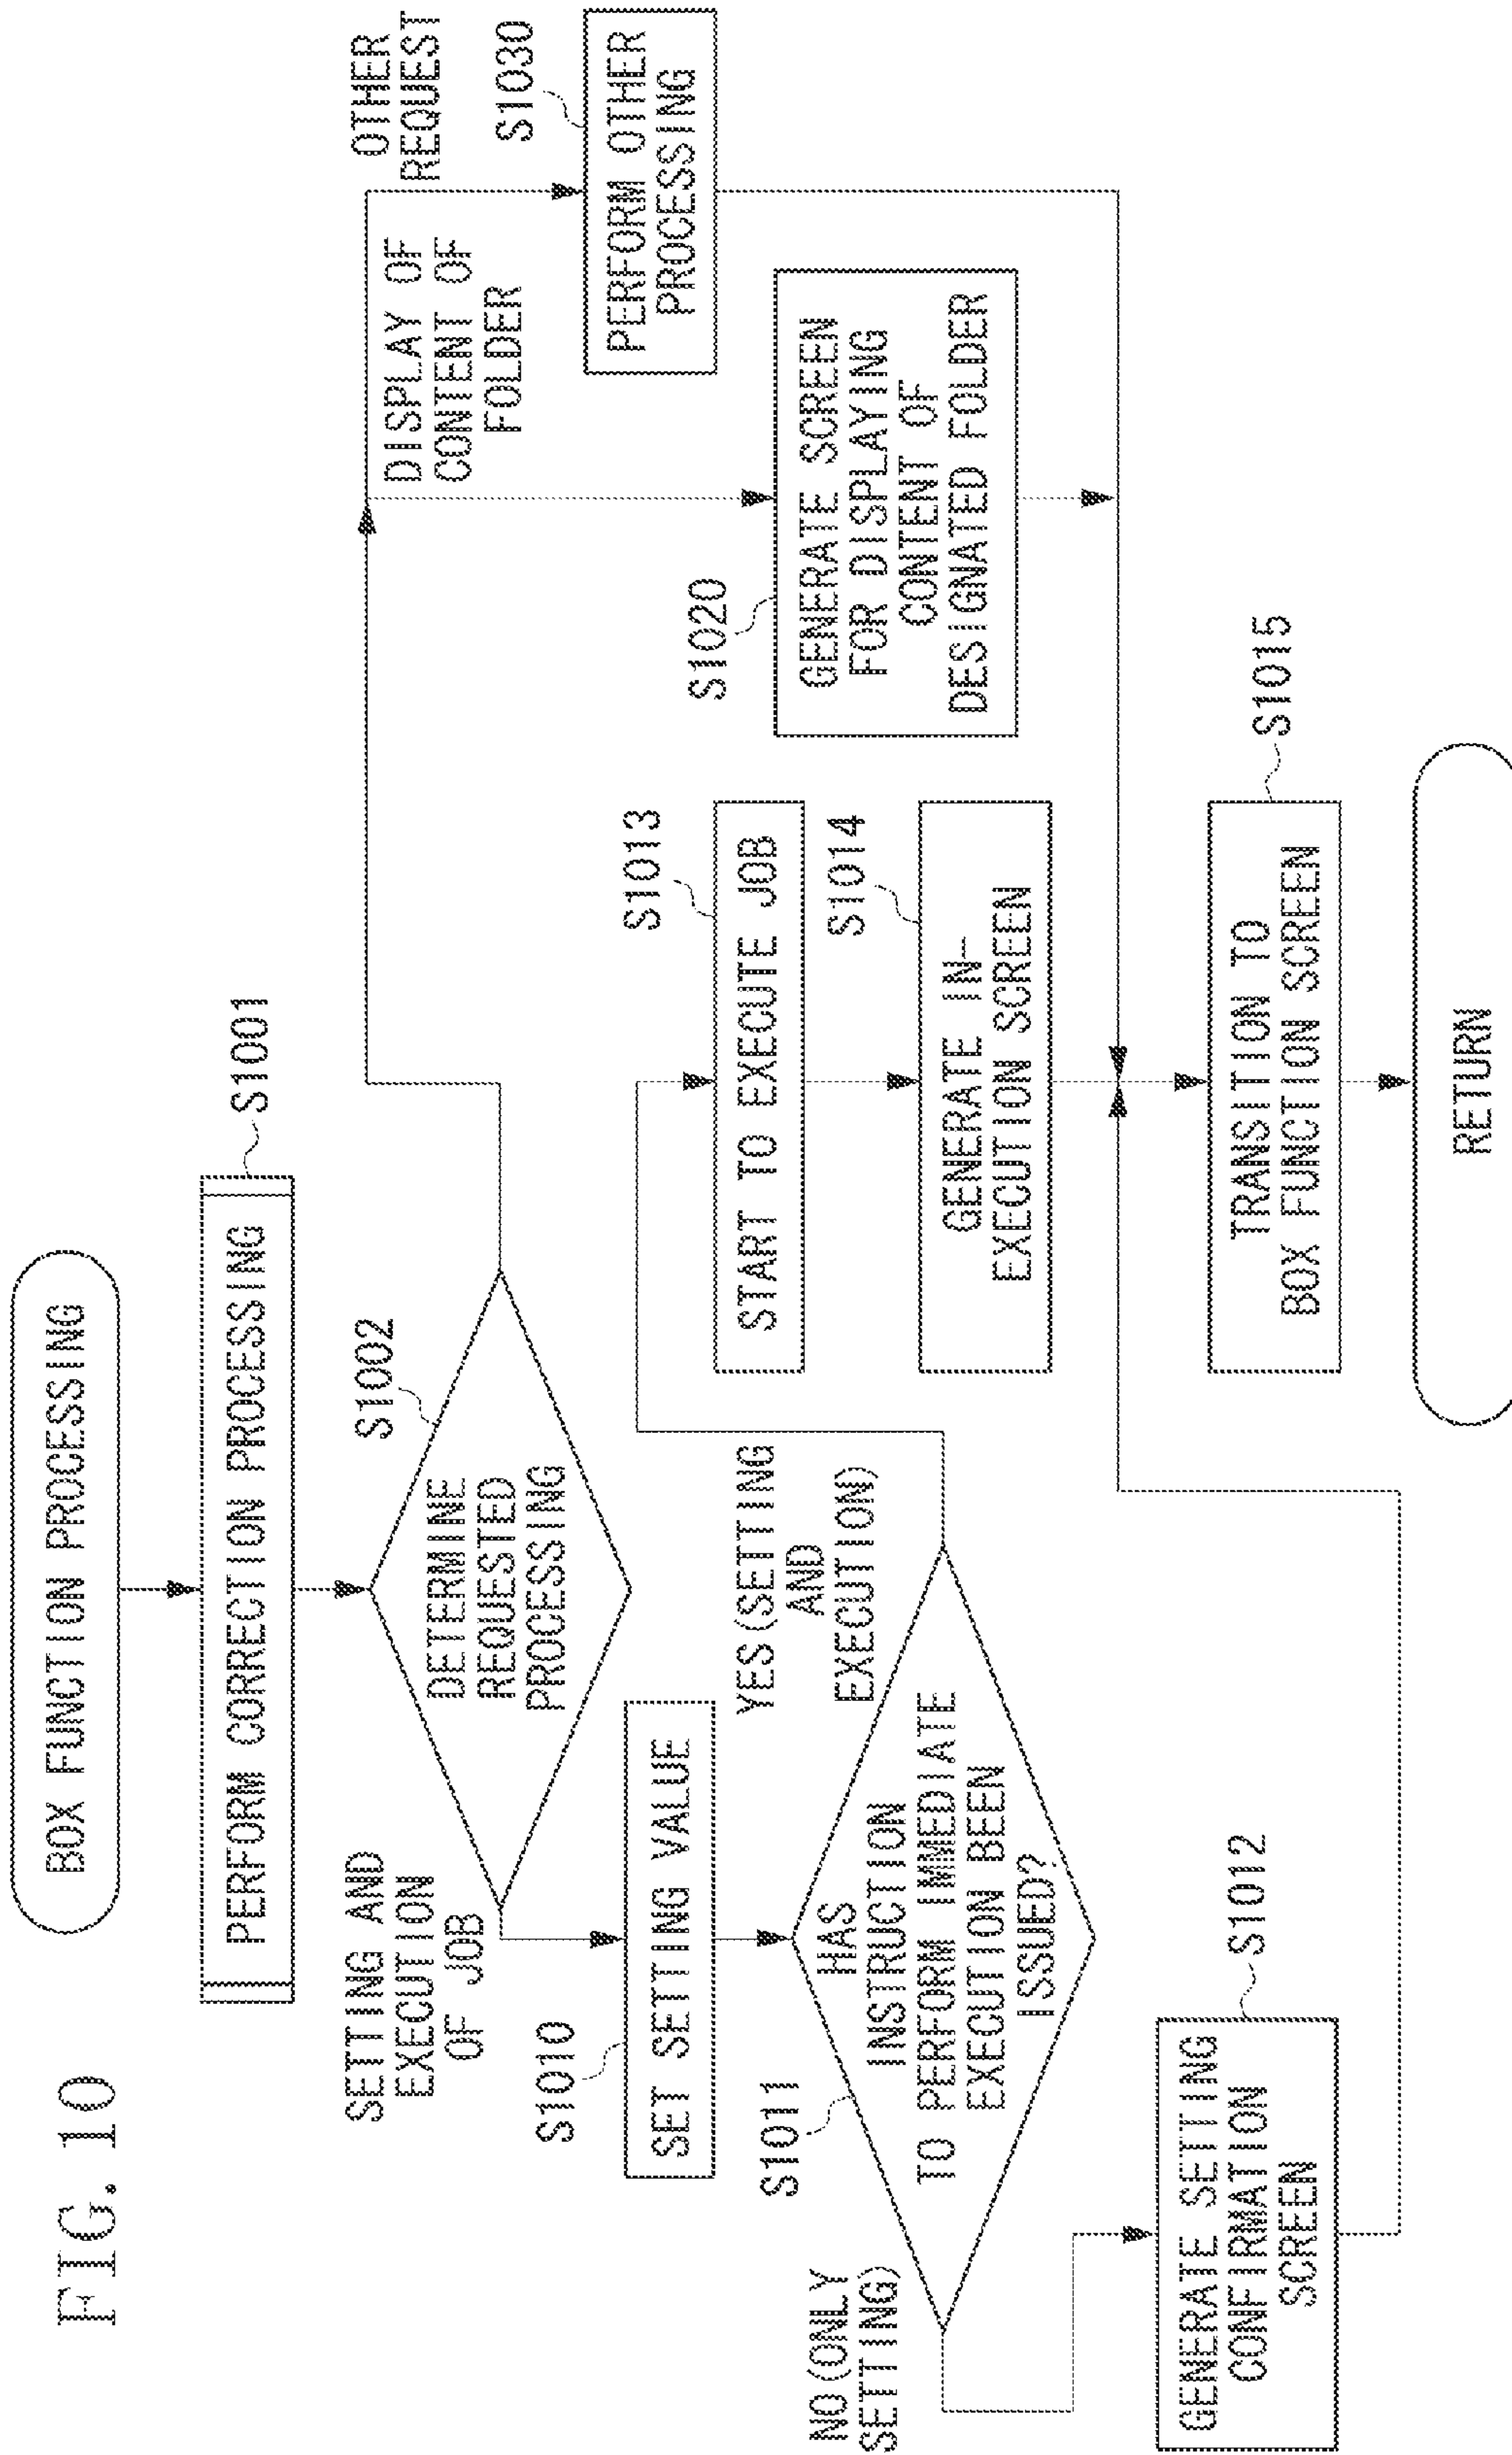 FIG. 10
BOX FUNCTION PROCESSING
PERFORM CORRECTION PROCESSING
S1001
S1002
DETERMINE
REQUESTED
PROCESSING
SETTING AND
EXECUTION
OF JOB
DISPLAY OF
CONTENT OF
FOLDER
OTHER
REQUEST
S1010
SET SETTING VALUE
S1011
HAS
INSTRUCTION
TO PERFORM IMMEDIATE
EXECUTION BEEN
ISSUED?
YES (SETTING
AND
EXECUTION)
NO (ONLY
SETTING)
S1012
GENERATE SETTING
CONFIRMATION
SCREEN
S1013
START TO EXECUTE JOB
S1014
GENERATE IN-
EXECUTION SCREEN
S1020
GENERATE SCREEN
FOR DISPLAYING
CONTENT OF
DESIGNATED FOLDER
S1030
PERFORM OTHER
PROCESSING
S1015
TRANSITION TO
BOX FUNCTION SCREEN
RETURN